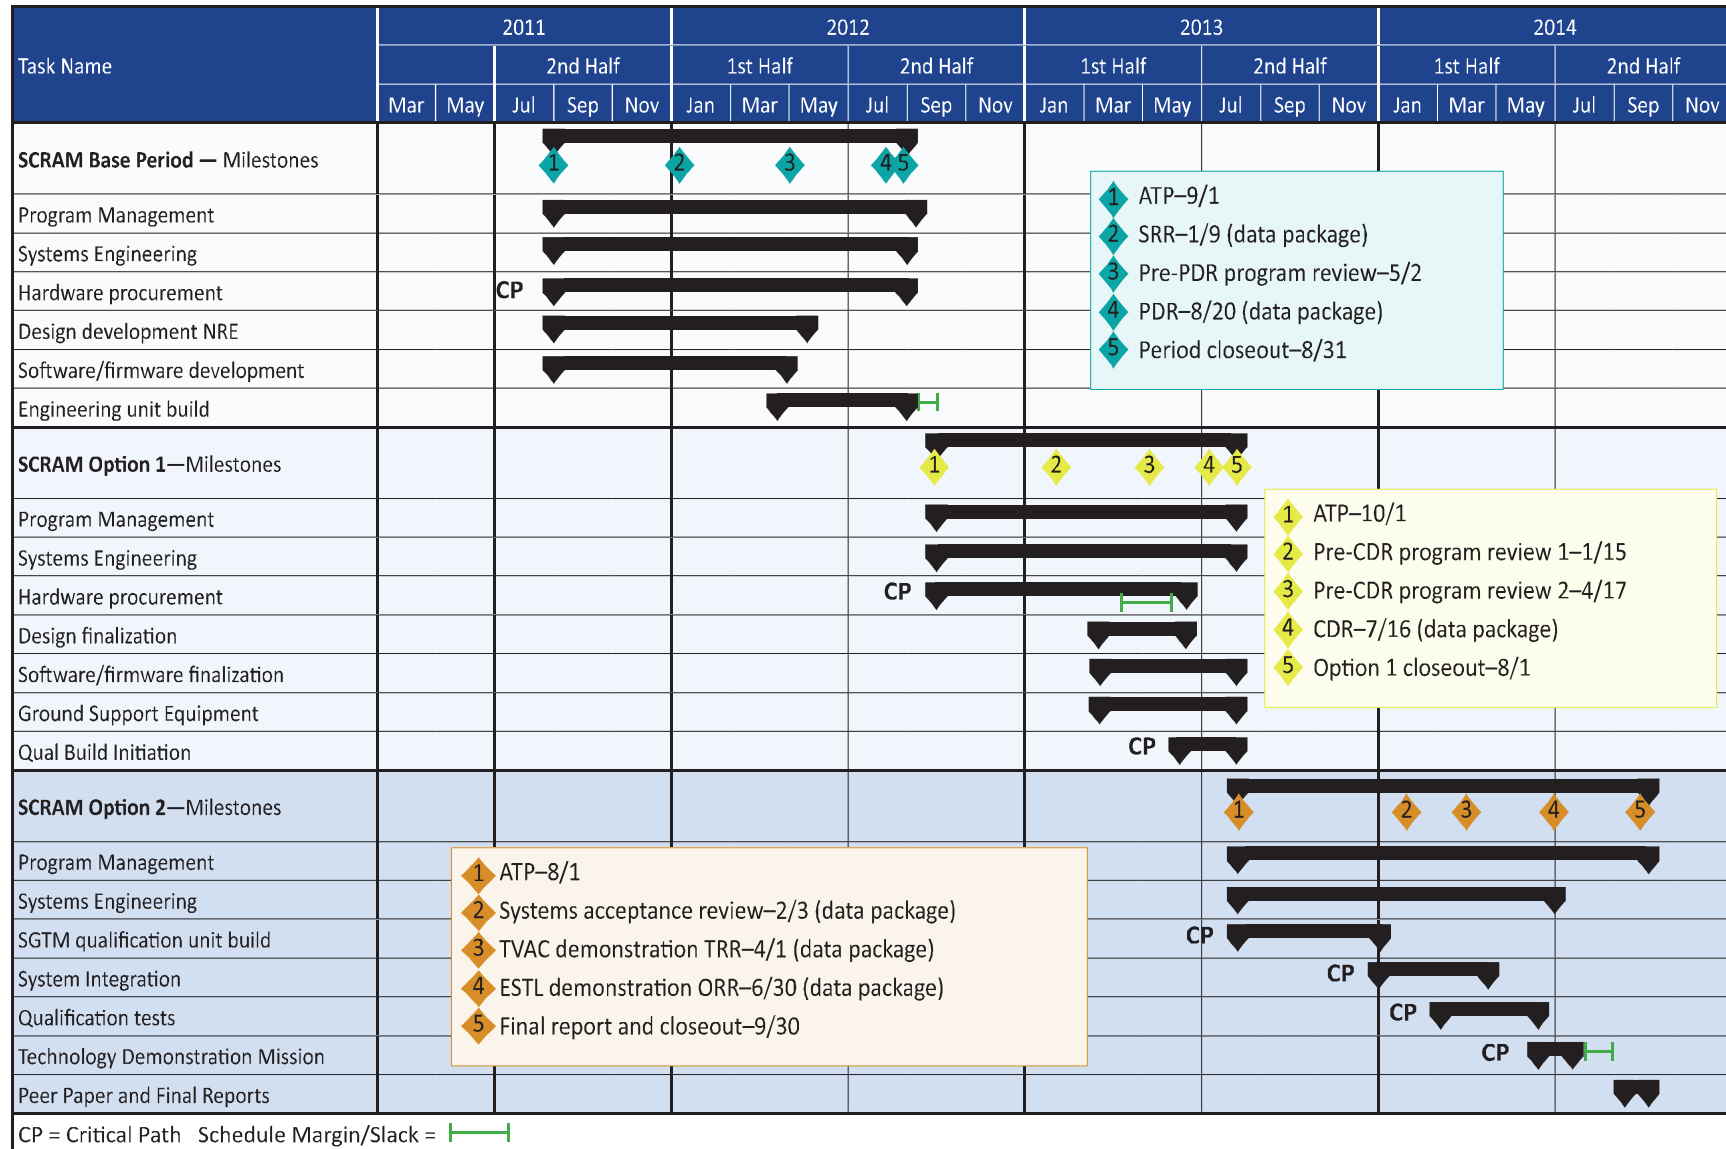 2011 2012 2013 2014
Task Name 2nd Half 1st Half 2nd Half 1st Half 2nd Half 1st Half 2nd Half
Mar May Jul Sep Nov Jan Mar May Jul Sep Nov Jan Mar May Jul Sep Nov Jan Mar May Jul Sep Nov
SCRAM Base Period — Milestones 1 2 3 4 5
Program Management
Systems Engineering
Hardware procurement CP
Design development NRE
Software/firmware development
Engineering unit build
1 ATP–9/1
2 SRR–1/9 (data package)
3 Pre-PDR program review–5/2
4 PDR–8/20 (data package)
5 Period closeout–8/31
SCRAM Option 1—Milestones 1 2 3 4 5
Program Management
Systems Engineering
Hardware procurement CP
Design finalization
Software/firmware finalization
Ground Support Equipment
Qual Build Initiation CP
1 ATP–10/1
2 Pre-CDR program review 1–1/15
3 Pre-CDR program review 2–4/17
4 CDR–7/16 (data package)
5 Option 1 closeout–8/1
SCRAM Option 2—Milestones 1 2 3 4 5
Program Management
Systems Engineering
SGTM qualification unit build CP
System Integration CP
Qualification tests CP
Technology Demonstration Mission CP
Peer Paper and Final Reports
1 ATP–8/1
2 Systems acceptance review–2/3 (data package)
3 TVAC demonstration TRR–4/1 (data package)
4 ESTL demonstration ORR–6/30 (data package)
5 Final report and closeout–9/30
CP = Critical Path Schedule Margin/Slack =